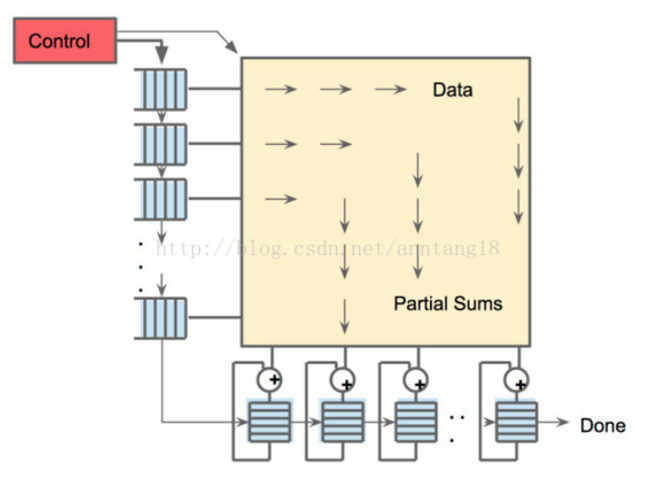 Control
Data
http://blog.csdn.net/anntang18
Partial Sums
+
+
+
+
Done